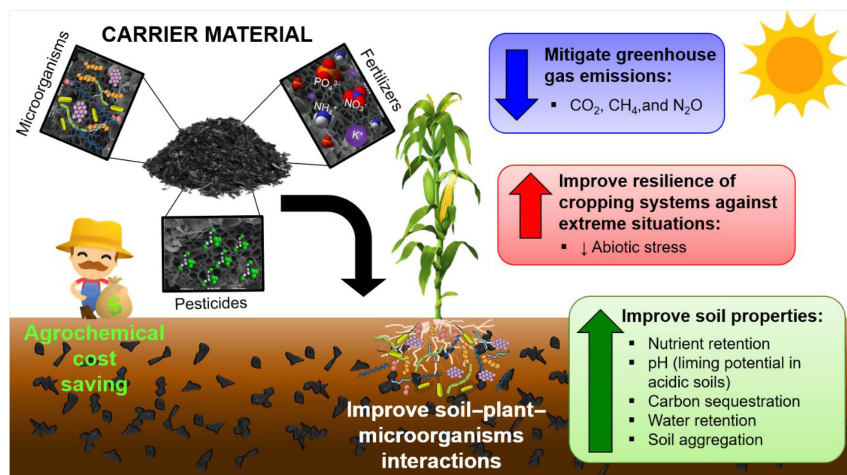 CARRIER MATERIAL
Microorganisms
Fertilizers
PO₄³⁻
NO₃⁻
NH₄⁺
K⁺
Pesticides
Agrochemical
cost
saving
$
Mitigate greenhouse
gas emissions:
▪ CO₂, CH₄,and N₂O
Improve resilience of
cropping systems against
extreme situations:
▪ ↓ Abiotic stress
Improve soil properties:
▪ Nutrient retention
▪ pH (liming potential in
acidic soils)
▪ Carbon sequestration
▪ Water retention
▪ Soil aggregation
Improve soil–plant–
microorganisms
interactions